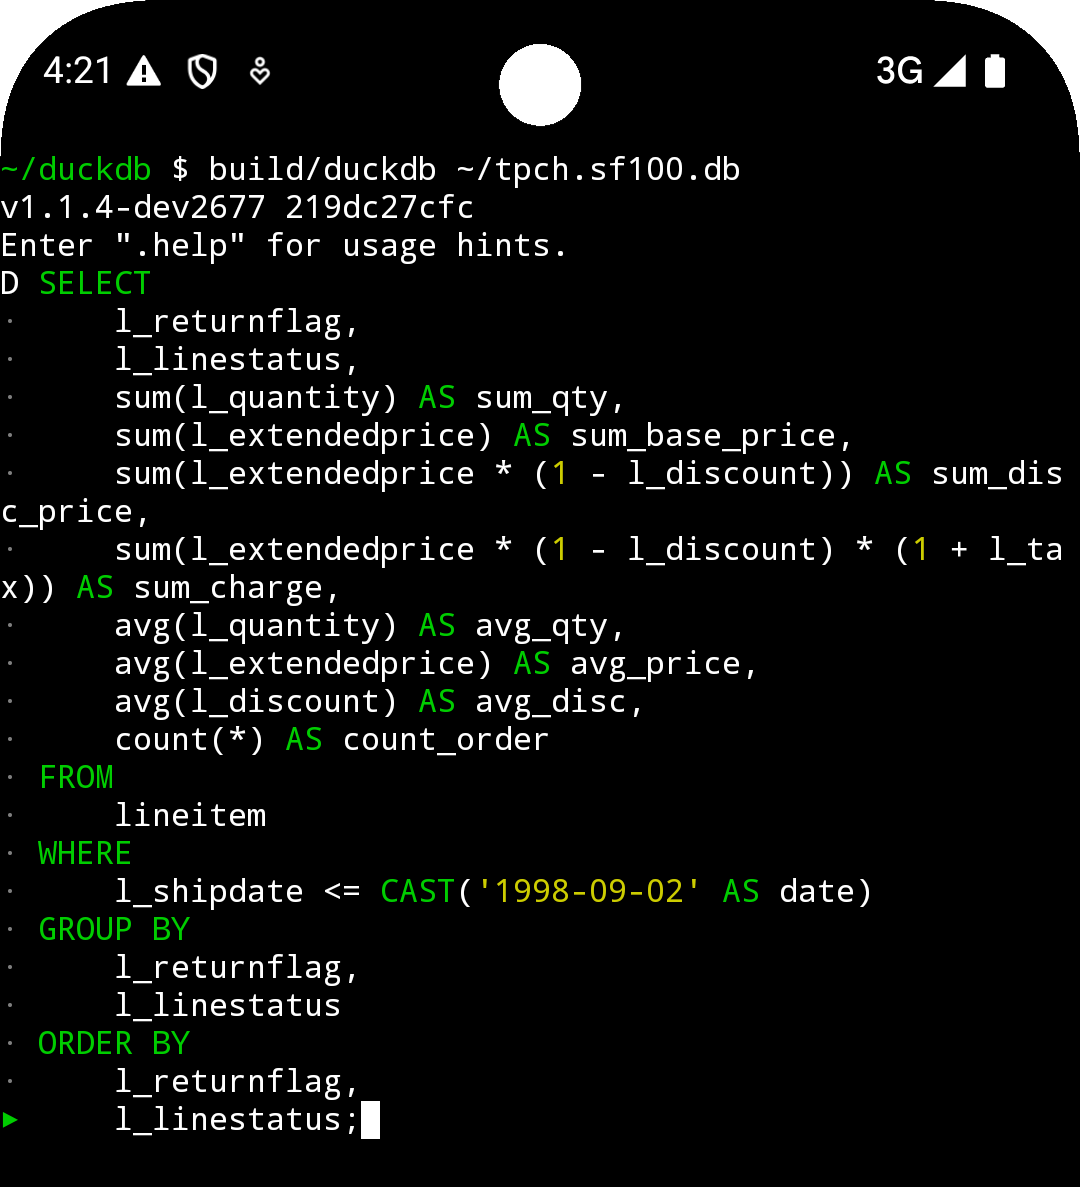 4:21 3G
~/duckdb $ build/duckdb ~/tpch.sf100.db
v1.1.4-dev2677 219dc27cfc
Enter ".help" for usage hints.
D SELECT
·     l_returnflag,
·     l_linestatus,
·     sum(l_quantity) AS sum_qty,
·     sum(l_extendedprice) AS sum_base_price,
·     sum(l_extendedprice * (1 - l_discount)) AS sum_dis
c_price,
·     sum(l_extendedprice * (1 - l_discount) * (1 + l_ta
x)) AS sum_charge,
·     avg(l_quantity) AS avg_qty,
·     avg(l_extendedprice) AS avg_price,
·     avg(l_discount) AS avg_disc,
·     count(*) AS count_order
· FROM
·     lineitem
· WHERE
·     l_shipdate <= CAST('1998-09-02' AS date)
· GROUP BY
·     l_returnflag,
·     l_linestatus
· ORDER BY
·     l_returnflag,
▸     l_linestatus;